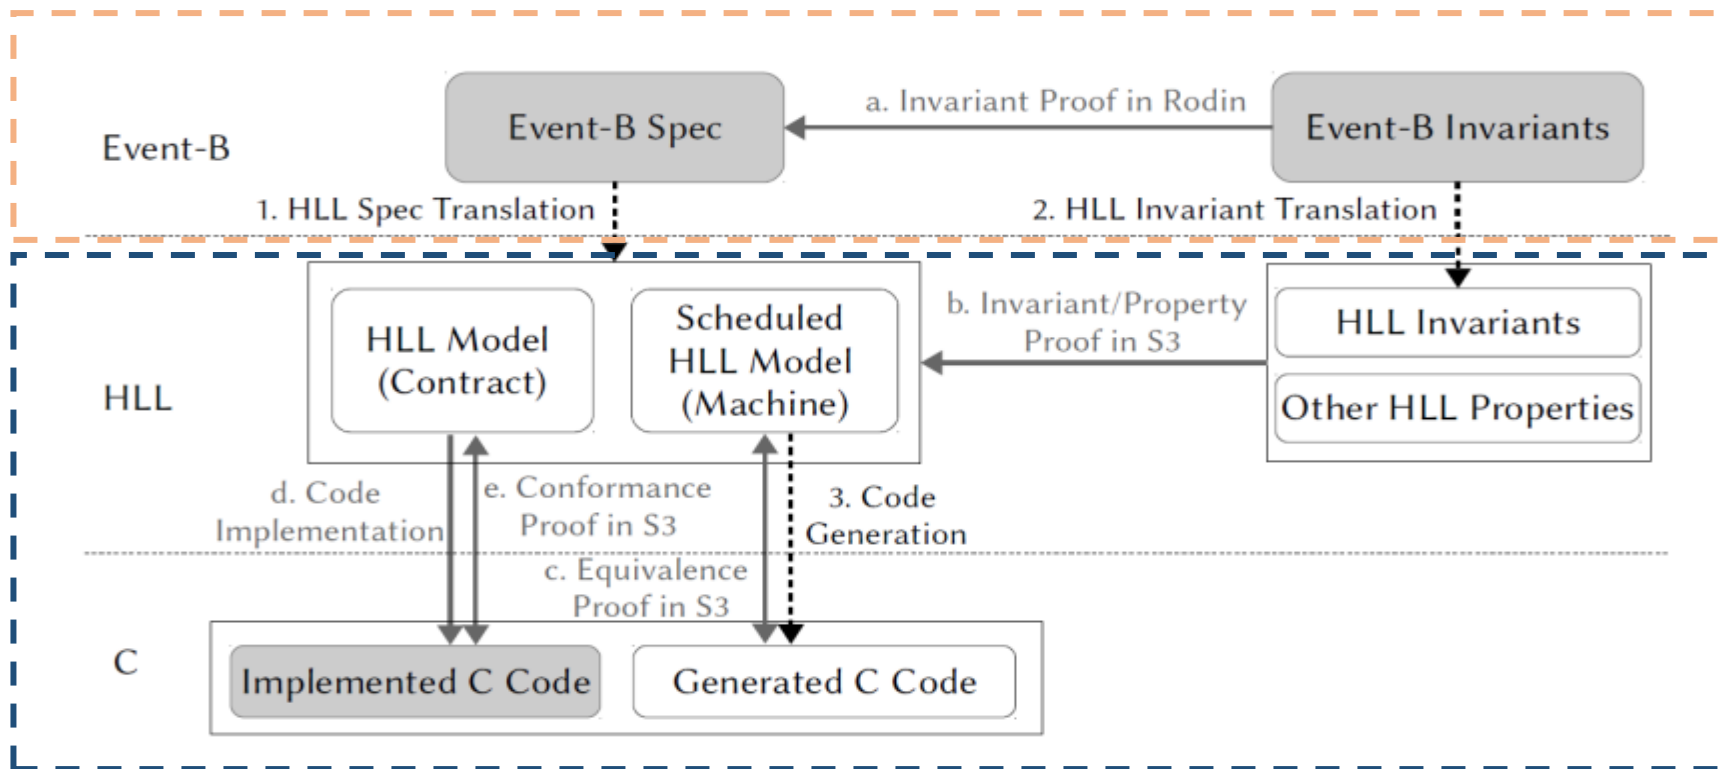 a. Invariant Proof in Rodin
Event-B Spec
Event-B Invariants
Event-B
1. HLL Spec Translation
2. HLL Invariant Translation
HLL Model
(Contract)
Scheduled
HLL Model
(Machine)
b. Invariant/Property
Proof in S3
HLL Invariants
Other HLL Properties
HLL
d. Code
Implementation
e. Conformance
Proof in S3
3. Code
Generation
c. Equivalence
Proof in S3
C
Implemented C Code
Generated C Code